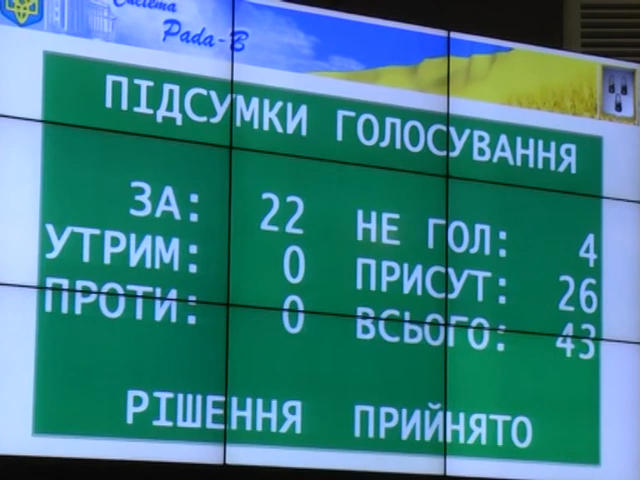 Система
Рада-В
ПІДСУМКИ ГОЛОСУВАННЯ
ЗА: 22 НЕ ГОЛ: 4
УТРИМ: 0 ПРИСУТ: 26
ПРОТИ: 0 ВСЬОГО: 43
РІШЕННЯ ПРИЙНЯТО